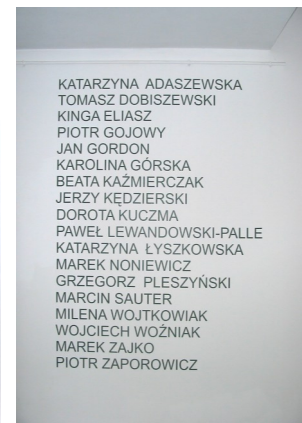 KATARZYNA ADASZEWSKA
TOMASZ DOBISZEWSKI
KINGA ELIASZ
PIOTR GOJOWY
JAN GORDON
KAROLINA GÓRSKA
BEATA KAŹMIERCZAK
JERZY KĘDZIERSKI
DOROTA KUCZMA
PAWEŁ LEWANDOWSKI-PALLE
KATARZYNA ŁYSZKOWSKA
MAREK NONIEWICZ
GRZEGORZ PLESZYŃSKI
MARCIN SAUTER
MILENA WOJTKOWIAK
WOJCIECH WOŹNIAK
MAREK ZAJKO
PIOTR ZAPOROWICZ